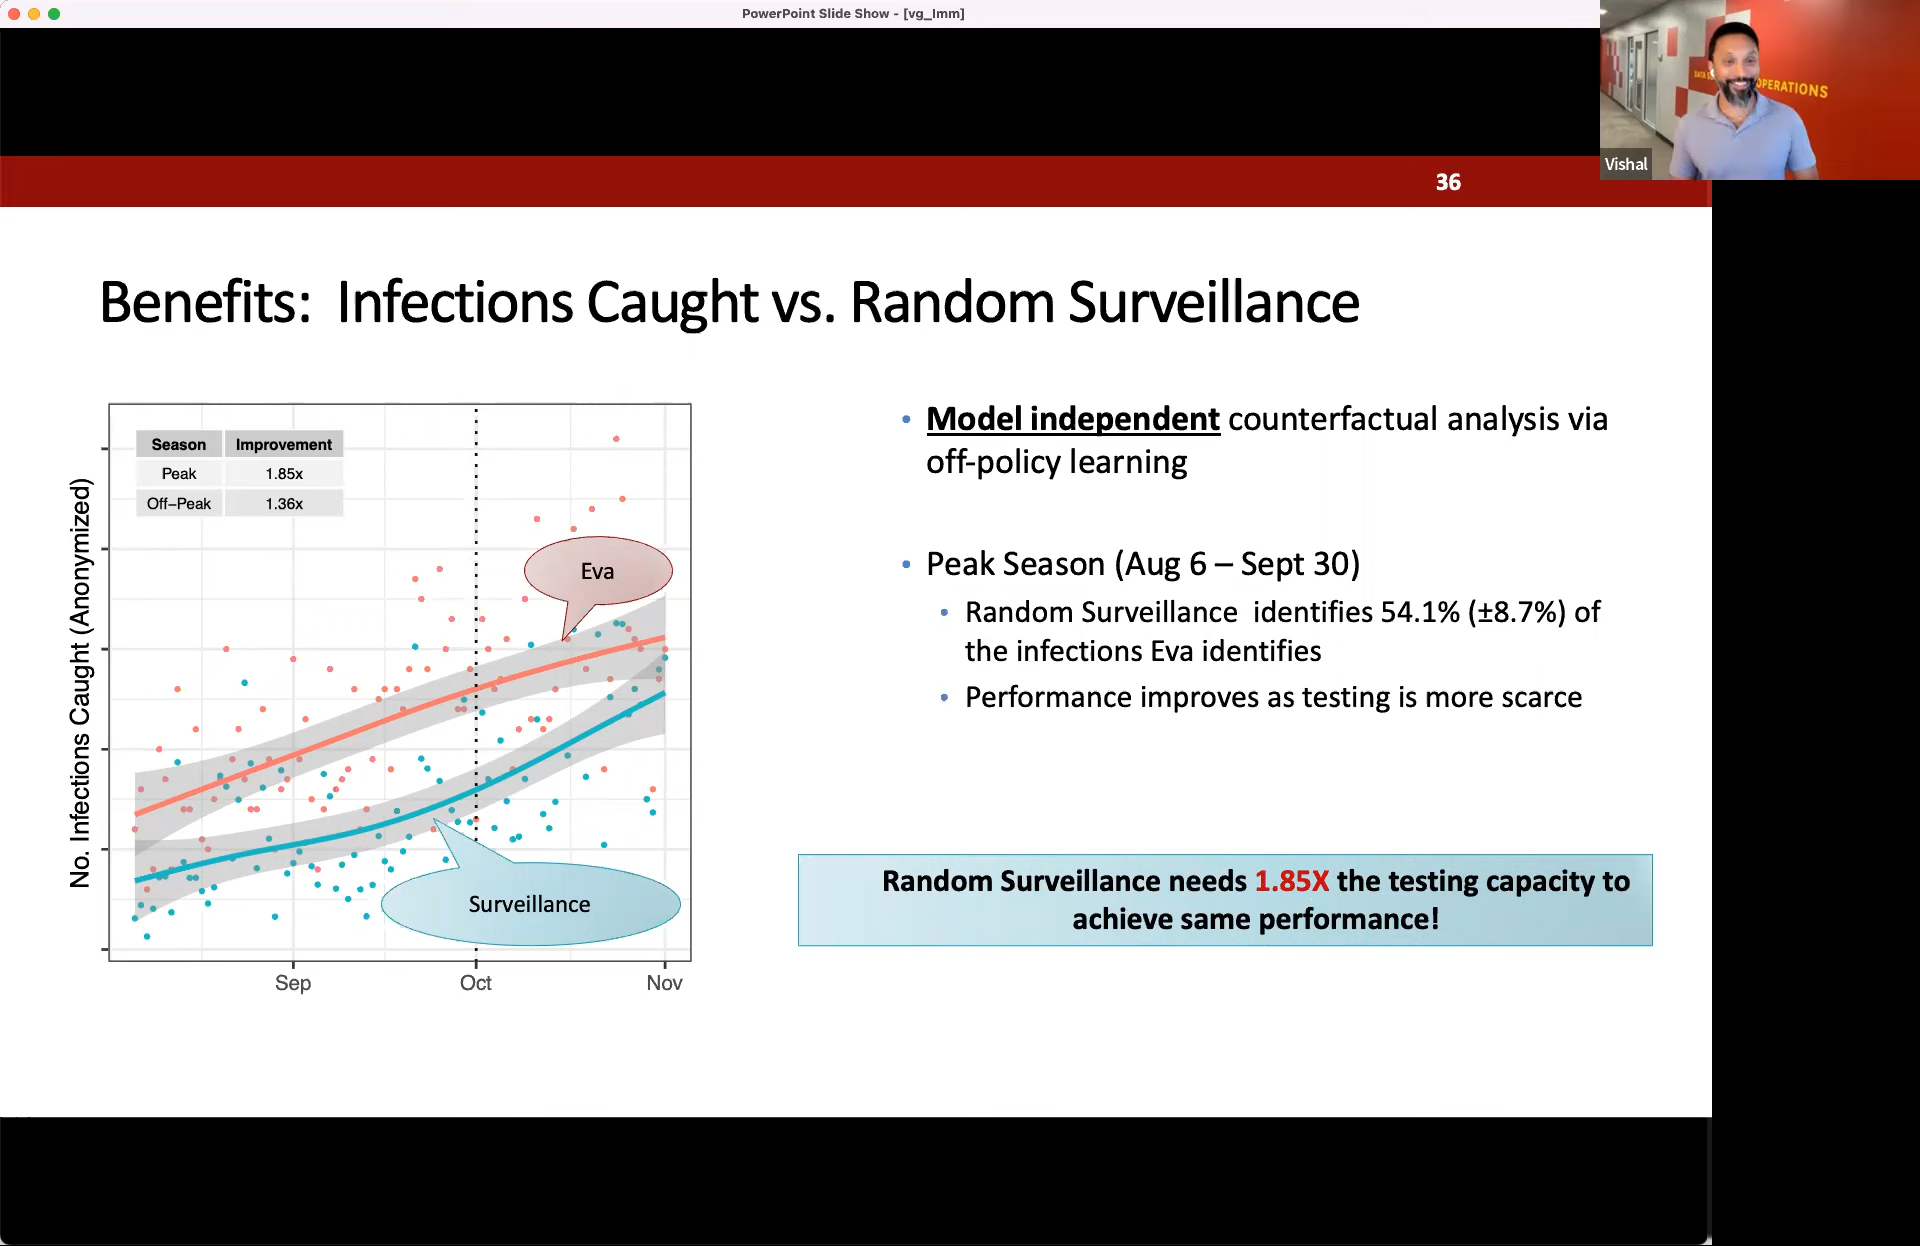 PowerPoint Slide Show - [vg_Imm]
OPERATIONS
Vishal
36
Benefits: Infections Caught vs. Random Surveillance
No. Infections Caught (Anonymized)
Season Improvement
Peak 1.85x
Off-Peak 1.36x
Eva
Surveillance
Sep Oct Nov
• Model independent counterfactual analysis via
off-policy learning
• Peak Season (Aug 6 – Sept 30)
• Random Surveillance identifies 54.1% (±8.7%) of
the infections Eva identifies
• Performance improves as testing is more scarce
Random Surveillance needs 1.85X the testing capacity to
achieve same performance!